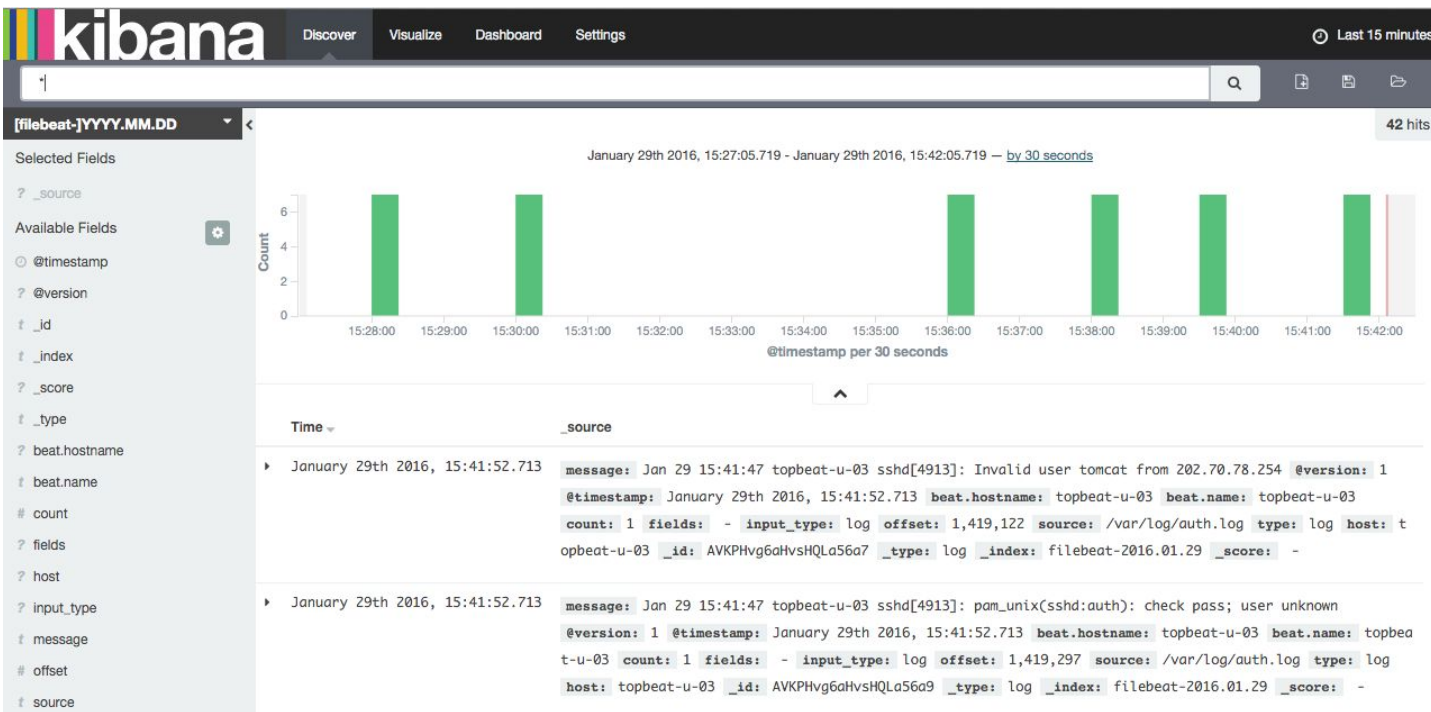 kibana Discover Visualize Dashboard Settings Last 15 minutes
*
[filebeat-]YYYY.MM.DD
42 hits
Selected Fields
January 29th 2016, 15:27:05.719 - January 29th 2016, 15:42:05.719 — by 30 seconds
? _source
Available Fields
@timestamp
? @version
t _id
t _index
? _score
t _type
? beat.hostname
t beat.name
# count
? fields
? host
? input_type
t message
# offset
t source
Count
6
4
2
0
15:28:00 15:29:00 15:30:00 15:31:00 15:32:00 15:33:00 15:34:00 15:35:00 15:36:00 15:37:00 15:38:00 15:39:00 15:40:00 15:41:00 15:42:00
@timestamp per 30 seconds
Time _source
January 29th 2016, 15:41:52.713 message: Jan 29 15:41:47 topbeat-u-03 sshd[4913]: Invalid user tomcat from 202.70.78.254 @version: 1
@timestamp: January 29th 2016, 15:41:52.713 beat.hostname: topbeat-u-03 beat.name: topbeat-u-03
count: 1 fields: - input_type: log offset: 1,419,122 source: /var/log/auth.log type: log host: t
opbeat-u-03 _id: AVKPHvg6aHvsHQLa56a7 _type: log _index: filebeat-2016.01.29 _score: -
January 29th 2016, 15:41:52.713 message: Jan 29 15:41:47 topbeat-u-03 sshd[4913]: pam_unix(sshd:auth): check pass; user unknown
@version: 1 @timestamp: January 29th 2016, 15:41:52.713 beat.hostname: topbeat-u-03 beat.name: topbea
t-u-03 count: 1 fields: - input_type: log offset: 1,419,297 source: /var/log/auth.log type: log
host: topbeat-u-03 _id: AVKPHvg6aHvsHQLa56a9 _type: log _index: filebeat-2016.01.29 _score: -